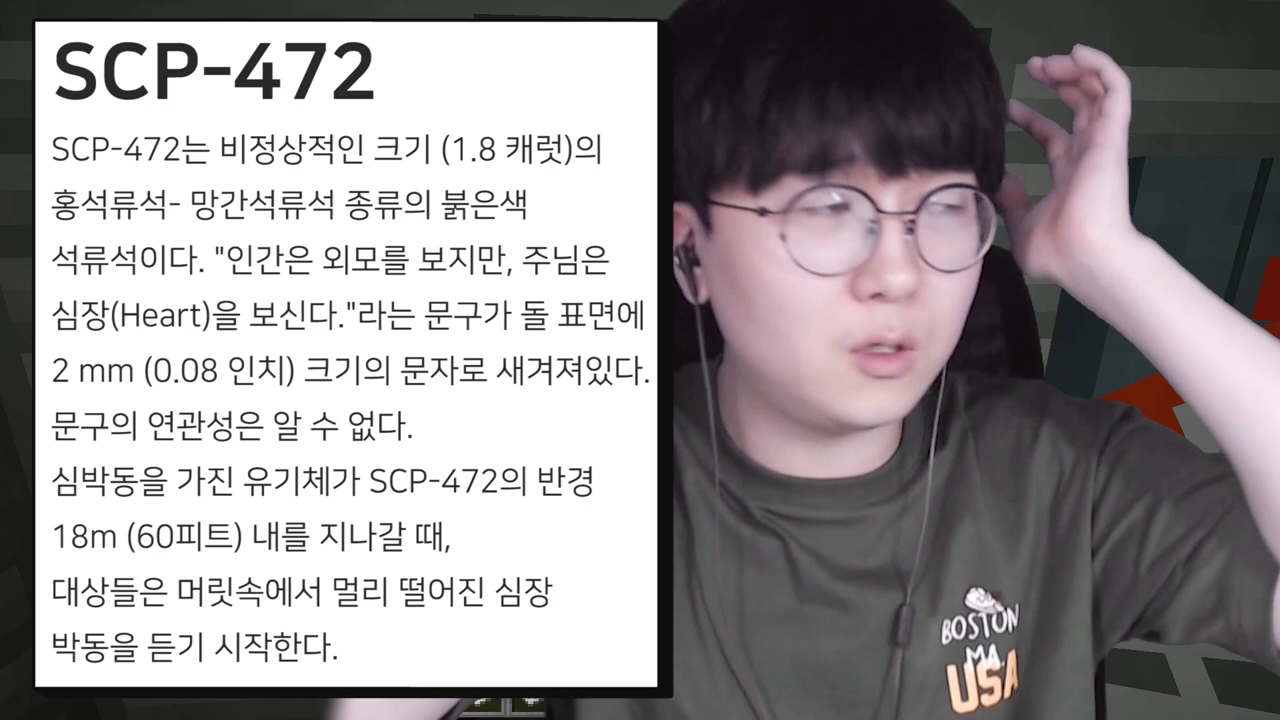 SCP-472
SCP-472는 비정상적인 크기 (1.8 캐럿)의
홍석류석- 망간석류석 종류의 붉은색
석류석이다. "인간은 외모를 보지만, 주님은
심장(Heart)을 보신다."라는 문구가 돌 표면에
2 mm (0.08 인치) 크기의 문자로 새겨져있다.
문구의 연관성은 알 수 없다.
심박동을 가진 유기체가 SCP-472의 반경
18m (60피트) 내를 지나갈 때,
대상들은 머릿속에서 멀리 떨어진 심장
박동을 듣기 시작한다.
BOSTON
MA.
USA